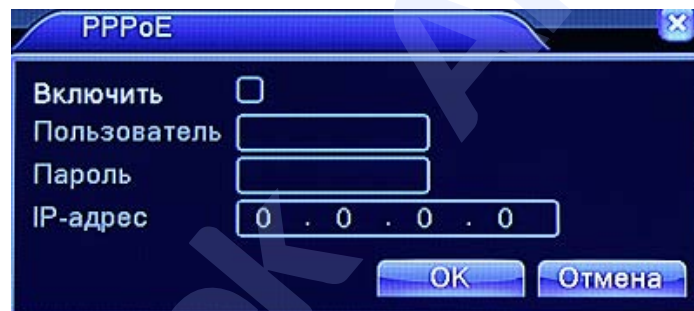 PPPoE
Включить
Пользователь
Пароль
IP-адрес 0 . 0 . 0 . 0
OK Отмена